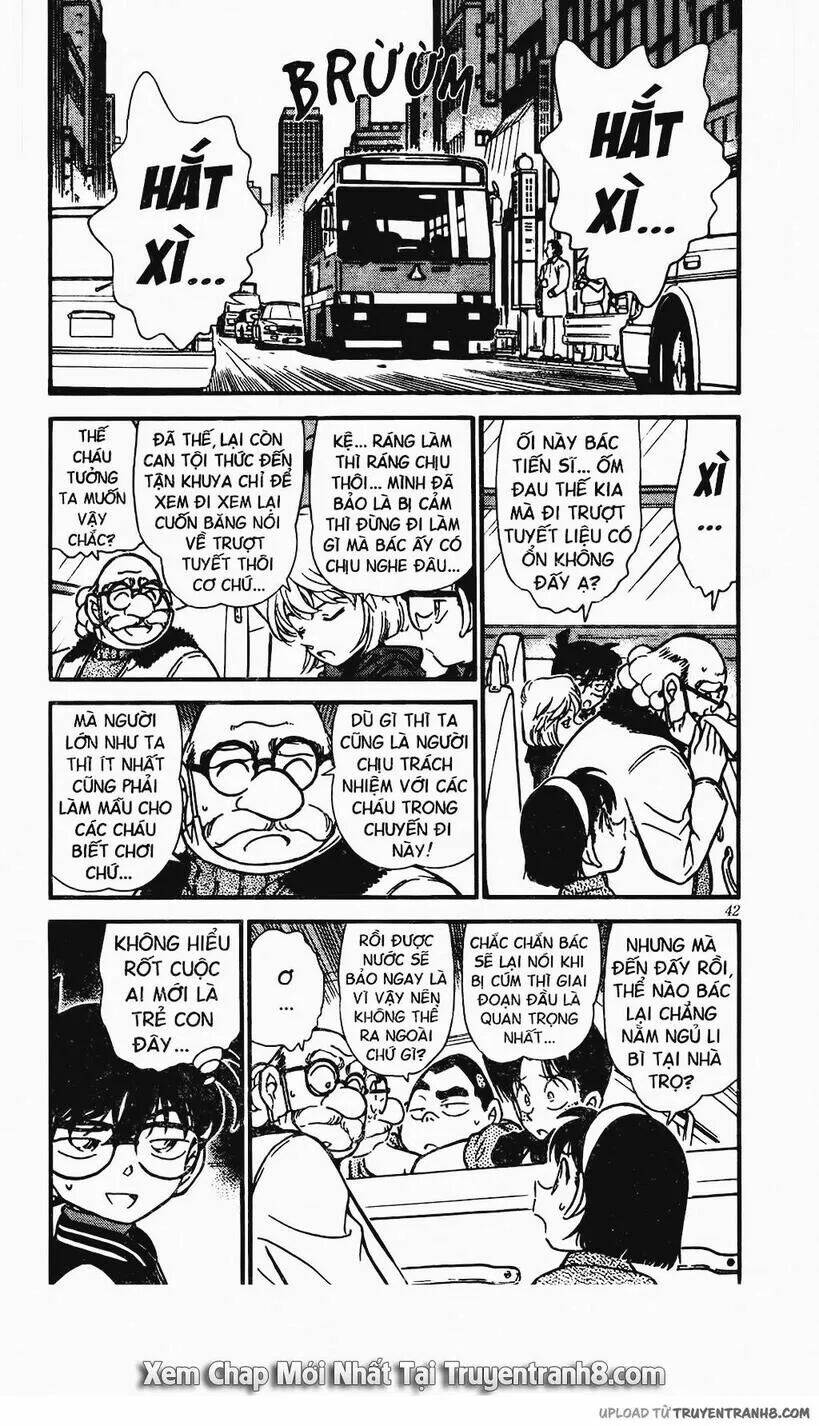 BRỪỪM
HẮT
XÌ...
HẮT
XÌ...
XÌ
...
ỐI NÀY BÁC
TIẾN SĨ... ỐM
ĐAU THẾ KIA
MÀ ĐI TRƯỢT
TUYẾT LIỆU CÓ
ỔN KHÔNG
ĐẤY Ạ?
KỆ... RÁNG LÀM
THÌ RÁNG CHỊU
THÔI... MÌNH ĐÃ
BẢO LÀ BỊ CẢM
THÌ ĐỪNG ĐI LÀM
GÌ MÀ BÁC ẤY CÓ
CHỊU NGHE ĐÂU...
ĐÃ THẾ, LẠI CÒN
CAN TỘI THỨC ĐẾN
TẬN KHUYA CHỈ ĐỂ
XEM ĐI XEM LẠI
CUỐN BĂNG NÓI
VỀ TRƯỢT
TUYẾT THÔI
CƠ CHỨ...
THẾ
CHÁU
TƯỞNG
TA MUỐN
VẬY
CHẮC?
DÙ GÌ THÌ TA
CŨNG LÀ NGƯỜI
CHỊU TRÁCH
NHIỆM VỚI CÁC
CHÁU TRONG
CHUYẾN ĐI
NÀY!
MÀ NGƯỜI
LỚN NHƯ TA
THÌ ÍT NHẤT
CŨNG PHẢI
LÀM MẪU CHO
CÁC CHÁU
BIẾT CHƠI
CHỨ...
42
NHƯNG MÀ
ĐẾN ĐẤY RỒI,
THỂ NÀO BÁC
LẠI CHẲNG
NẰM NGỦ LI
BÌ TẠI NHÀ
TRỌ?
CHẮC CHẮN BÁC
SẼ LẠI NÓI KHI
BỊ CÚM THÌ GIAI
ĐOẠN ĐẦU LÀ
QUAN TRỌNG
NHẤT...
RỒI ĐƯỢC
NƯỚC SẼ
BẢO NGAY LÀ
VÌ VẬY NÊN
KHÔNG THỂ
RA NGOÀI
CHỨ GÌ?
Ơ
...
KHÔNG HIỂU
RỐT CUỘC
AI MỚI LÀ
TRẺ CON
ĐÂY...
Xem Chap Mới Nhất Tại Truyentranh8.com
UPLOAD TỪ TRUYENTRANH8.COM